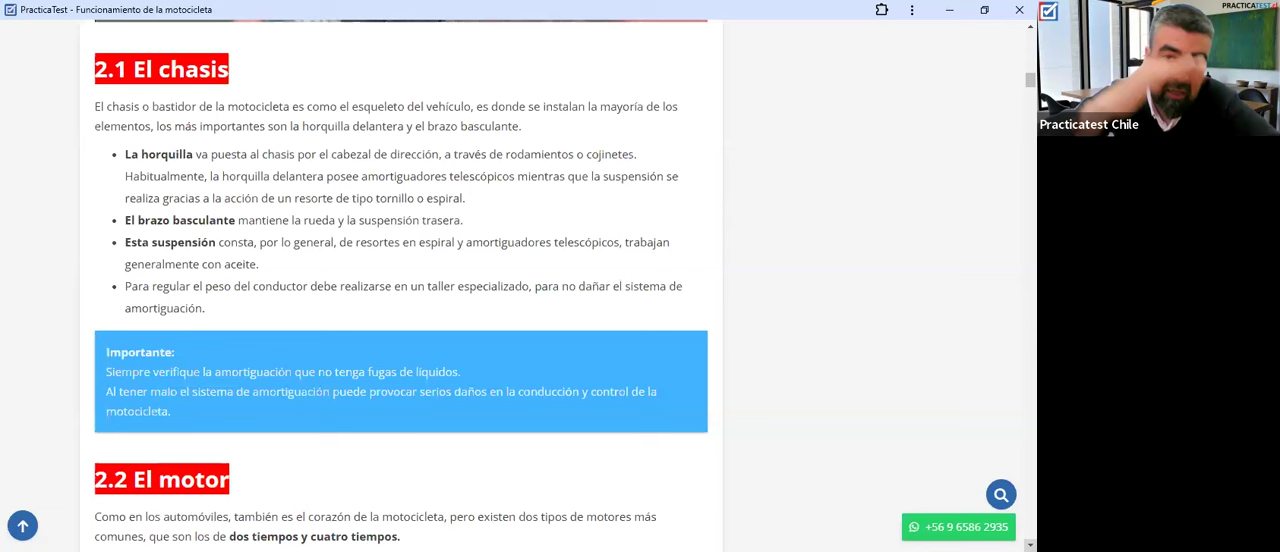 PracticaTest - Funcionamiento de la motocicleta
PRACTICATEST.cl
Practicatest Chile
2.1 El chasis
El chasis o bastidor de la motocicleta es como el esqueleto del vehículo, es donde se instalan la mayoría de los
elementos, los más importantes son la horquilla delantera y el brazo basculante.
La horquilla va puesta al chasis por el cabezal de dirección, a través de rodamientos o cojinetes.
Habitualmente, la horquilla delantera posee amortiguadores telescópicos mientras que la suspensión se
realiza gracias a la acción de un resorte de tipo tornillo o espiral.
El brazo basculante mantiene la rueda y la suspensión trasera.
Esta suspensión consta, por lo general, de resortes en espiral y amortiguadores telescópicos, trabajan
generalmente con aceite.
Para regular el peso del conductor debe realizarse en un taller especializado, para no dañar el sistema de
amortiguación.
Importante:
Siempre verifique la amortiguación que no tenga fugas de líquidos.
Al tener malo el sistema de amortiguación puede provocar serios daños en la conducción y control de la
motocicleta.
2.2 El motor
Como en los automóviles, también es el corazón de la motocicleta, pero existen dos tipos de motores más
comunes, que son los de dos tiempos y cuatro tiempos.
+56 9 6586 2935